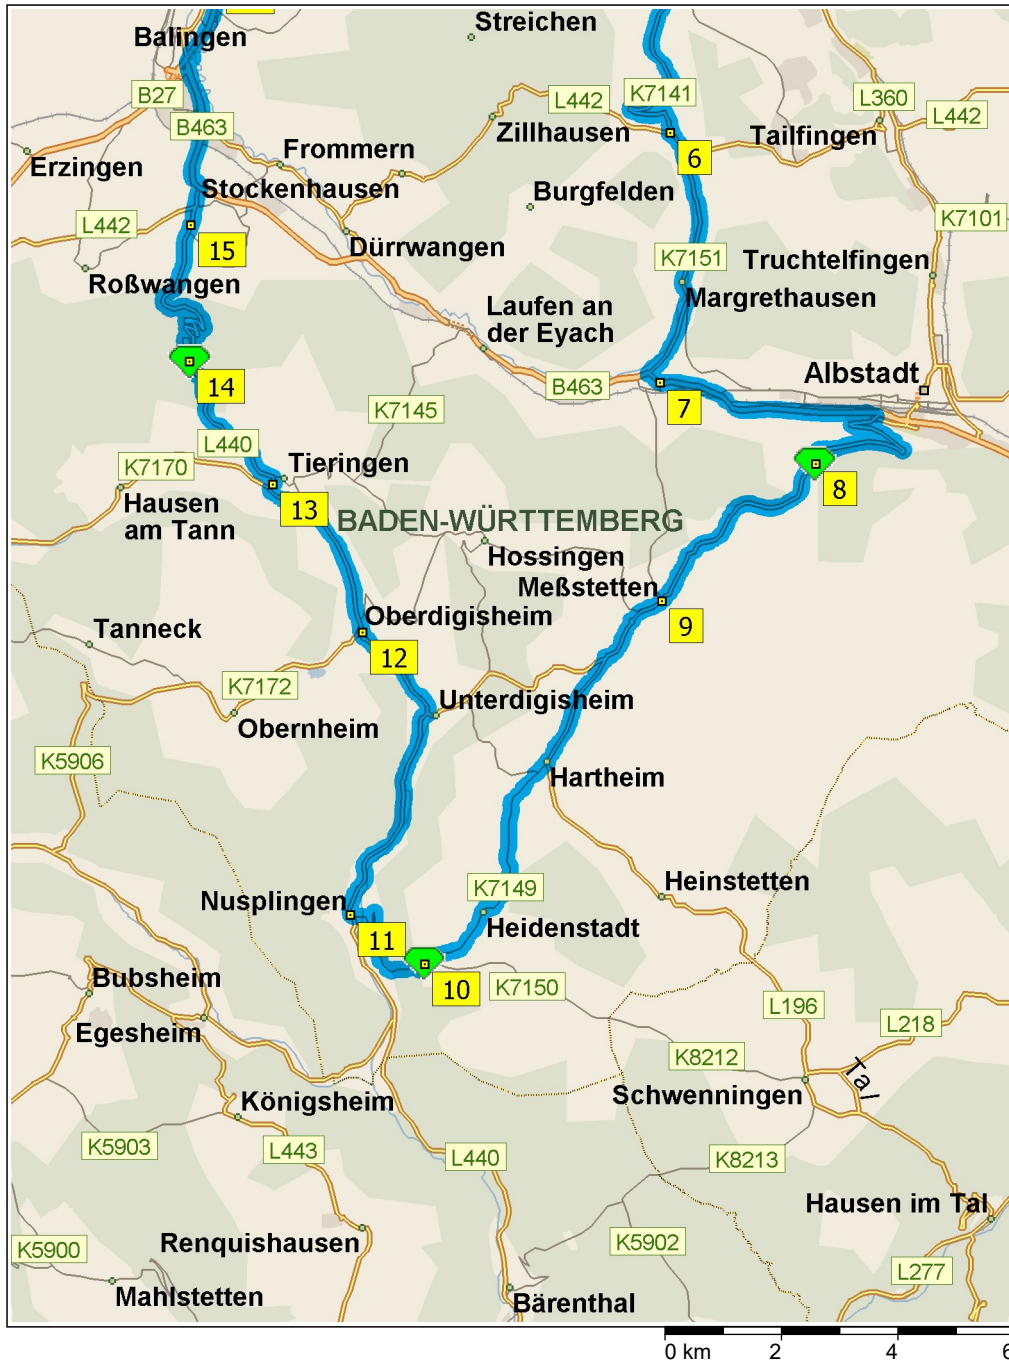 Streichen
Balingen
B27
K7141
L442
L360
L442
B463
Zillhausen
Tailfingen
Frommern
6
Erzingen
Stockenhausen
Burgfelden
K7101
L442
15
Dürrwangen
K7151
Truchtelfingen
Roßwangen
Margrethausen
Laufen an
der Eyach
Albstadt
14
B463
7
K7145
L440
K7170
Tieringen
8
Hausen
am Tann
13
BADEN-WÜRTTEMBERG
Hossingen
Meßstetten
Oberdigisheim
9
Tanneck
12
K7172
Unterdigisheim
Obernheim
K5906
Hartheim
K7149
Heinstetten
Nusplingen
11
Heidenstadt
Bubsheim
10
K7150
L196
L218
Egesheim
K8212
Tal
Königsheim
Schwenningen
K5903
L443
L440
K8213
Hausen im Tal
Renquishausen
K5902
K5900
L277
Mahlstetten
Bärenthal
0 km
2
4
6